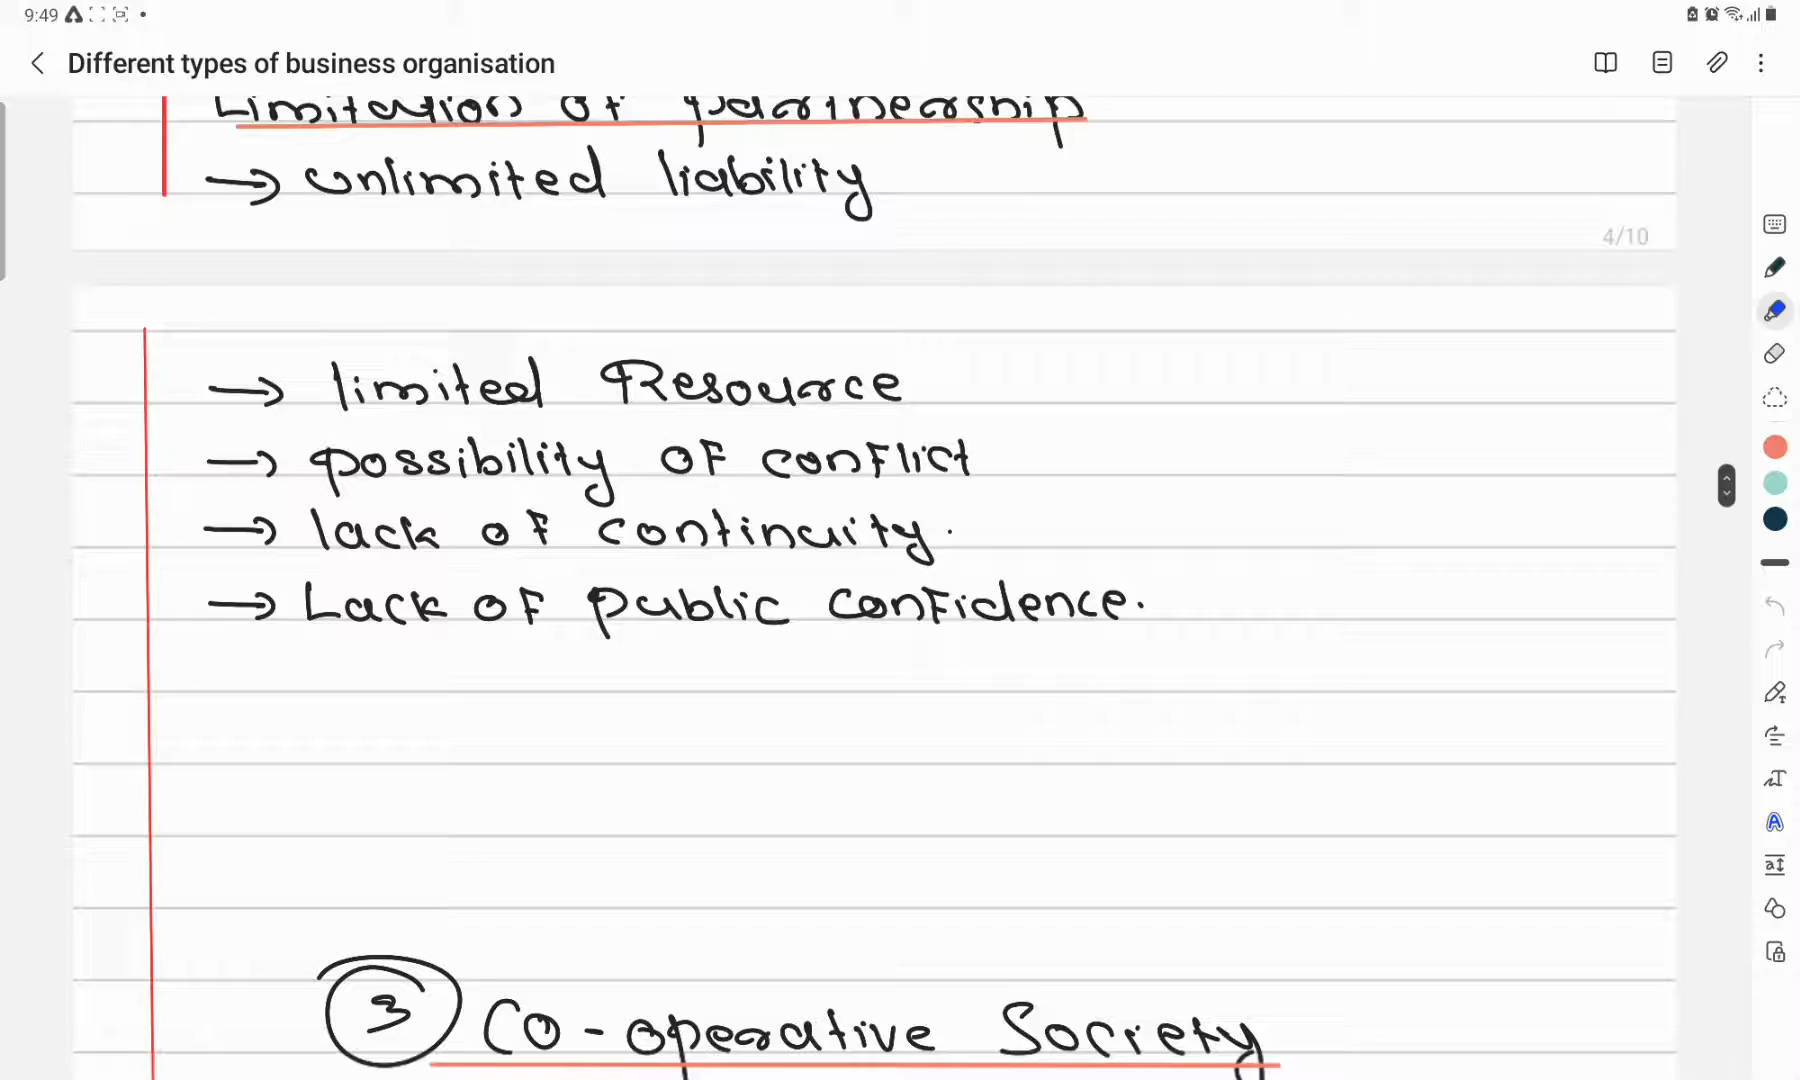 9:49
Different types of business organisation
Limitation of partnership
→ unlimited liability
4/10
→ limited Resource
→ possibility of conflict
→ lack of continuity.
→ Lack of public confidence.
3 Co-operative Society